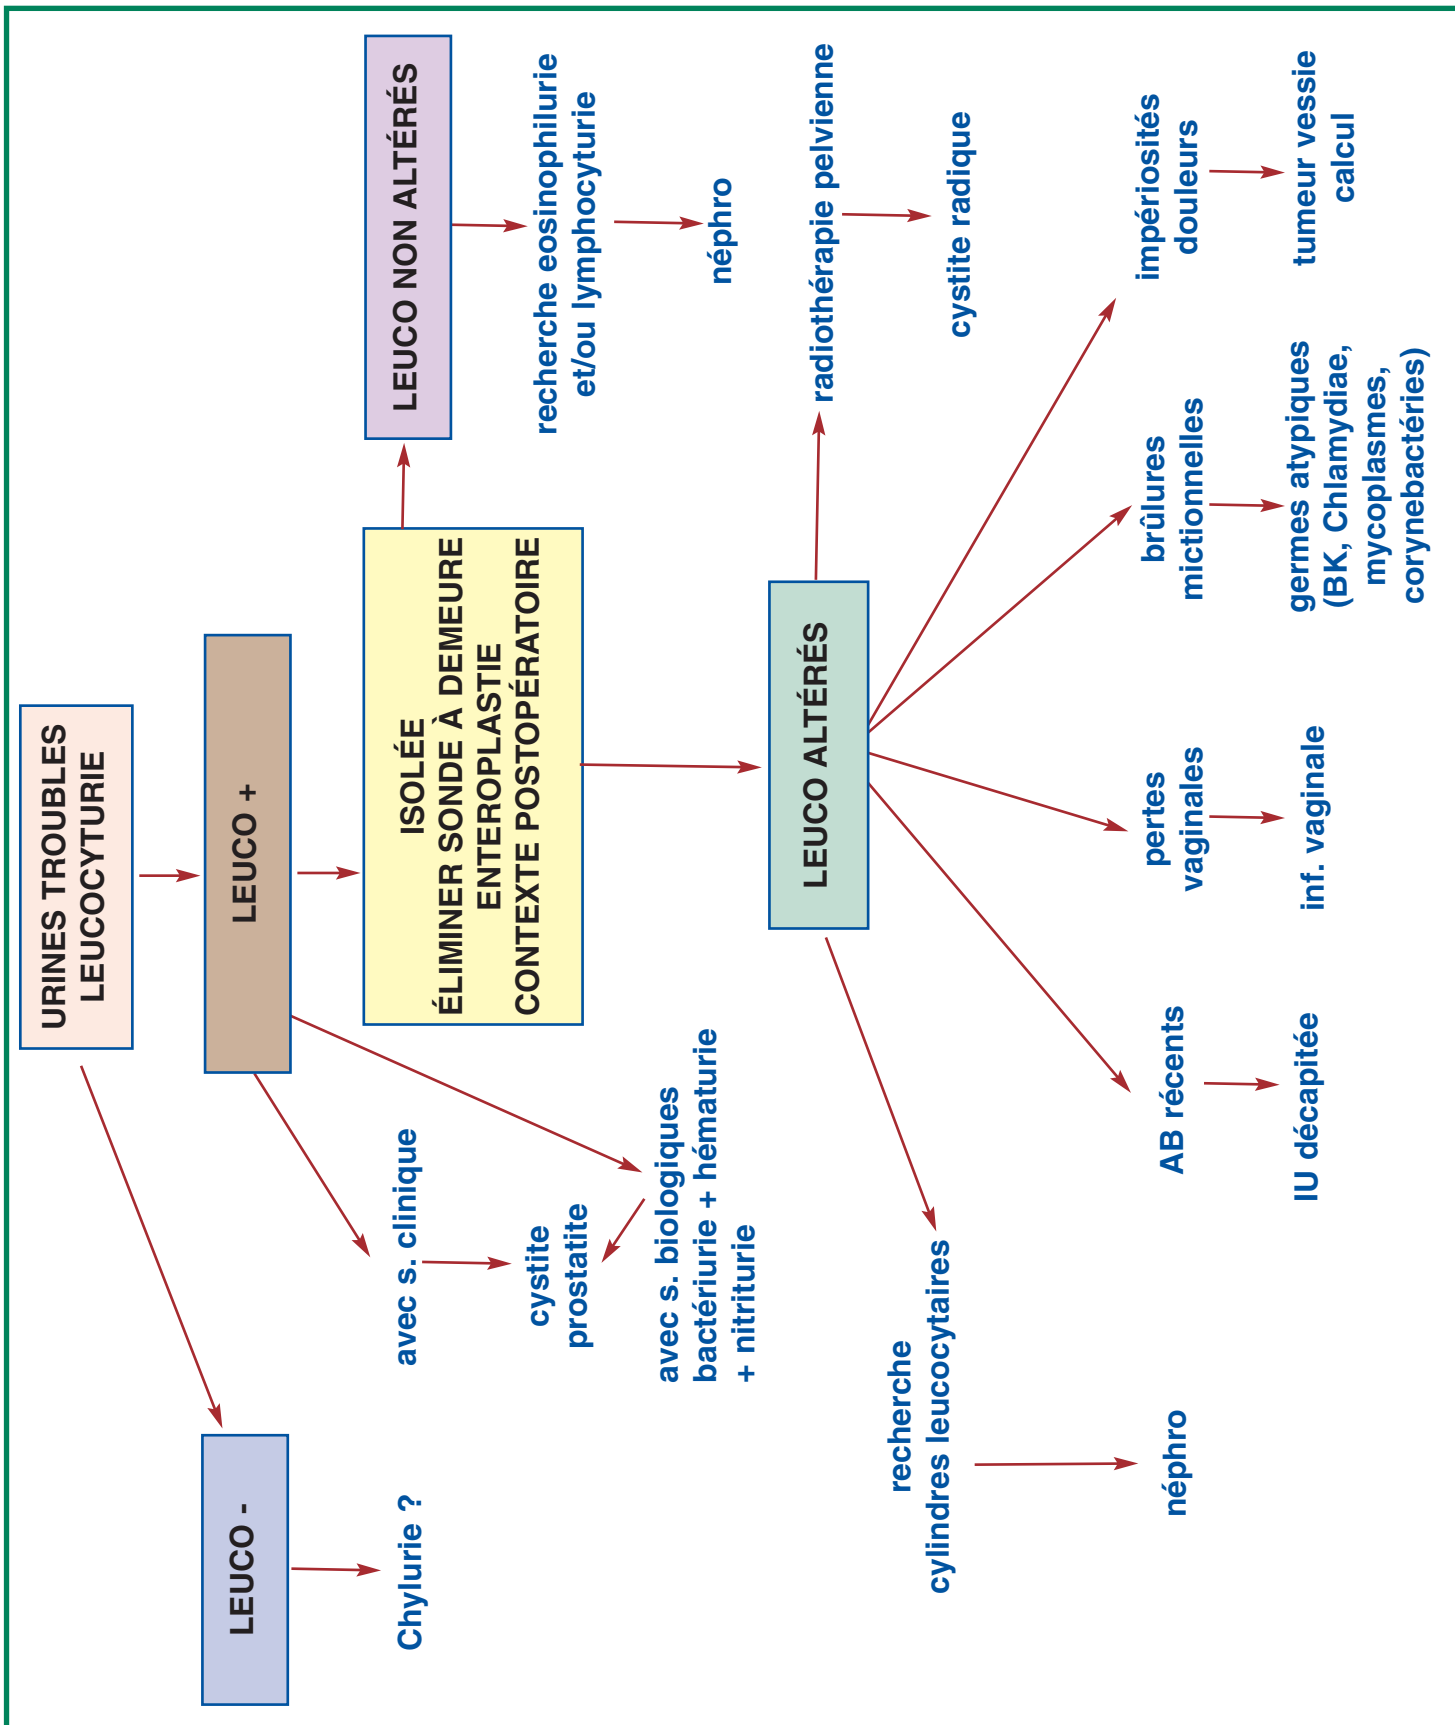 URINES TROUBLES
LEUCOCYTURIE
LEUCO -
Chylurie ?
LEUCO +
avec s. clinique
cystite
prostatite
avec s. biologiques
bactériurie + hématurie
+ nitriturie
ISOLÉE
ÉLIMINER SONDE À DEMEURE
ENTEROPLASTIE
CONTEXTE POSTOPÉRATOIRE
LEUCO NON ALTÉRÉS
recherche eosinophilurie
et/ou lymphocyturie
néphro
LEUCO ALTÉRÉS
recherche
cylindres leucocytaires
néphro
AB récents
IU décapitée
pertes
vaginales
inf. vaginale
brûlures
mictionnelles
germes atypiques
(BK, Chlamydiae,
mycoplasmes,
corynebactéries)
impériosités
douleurs
tumeur vessie
calcul
radiothérapie pelvienne
cystite radique